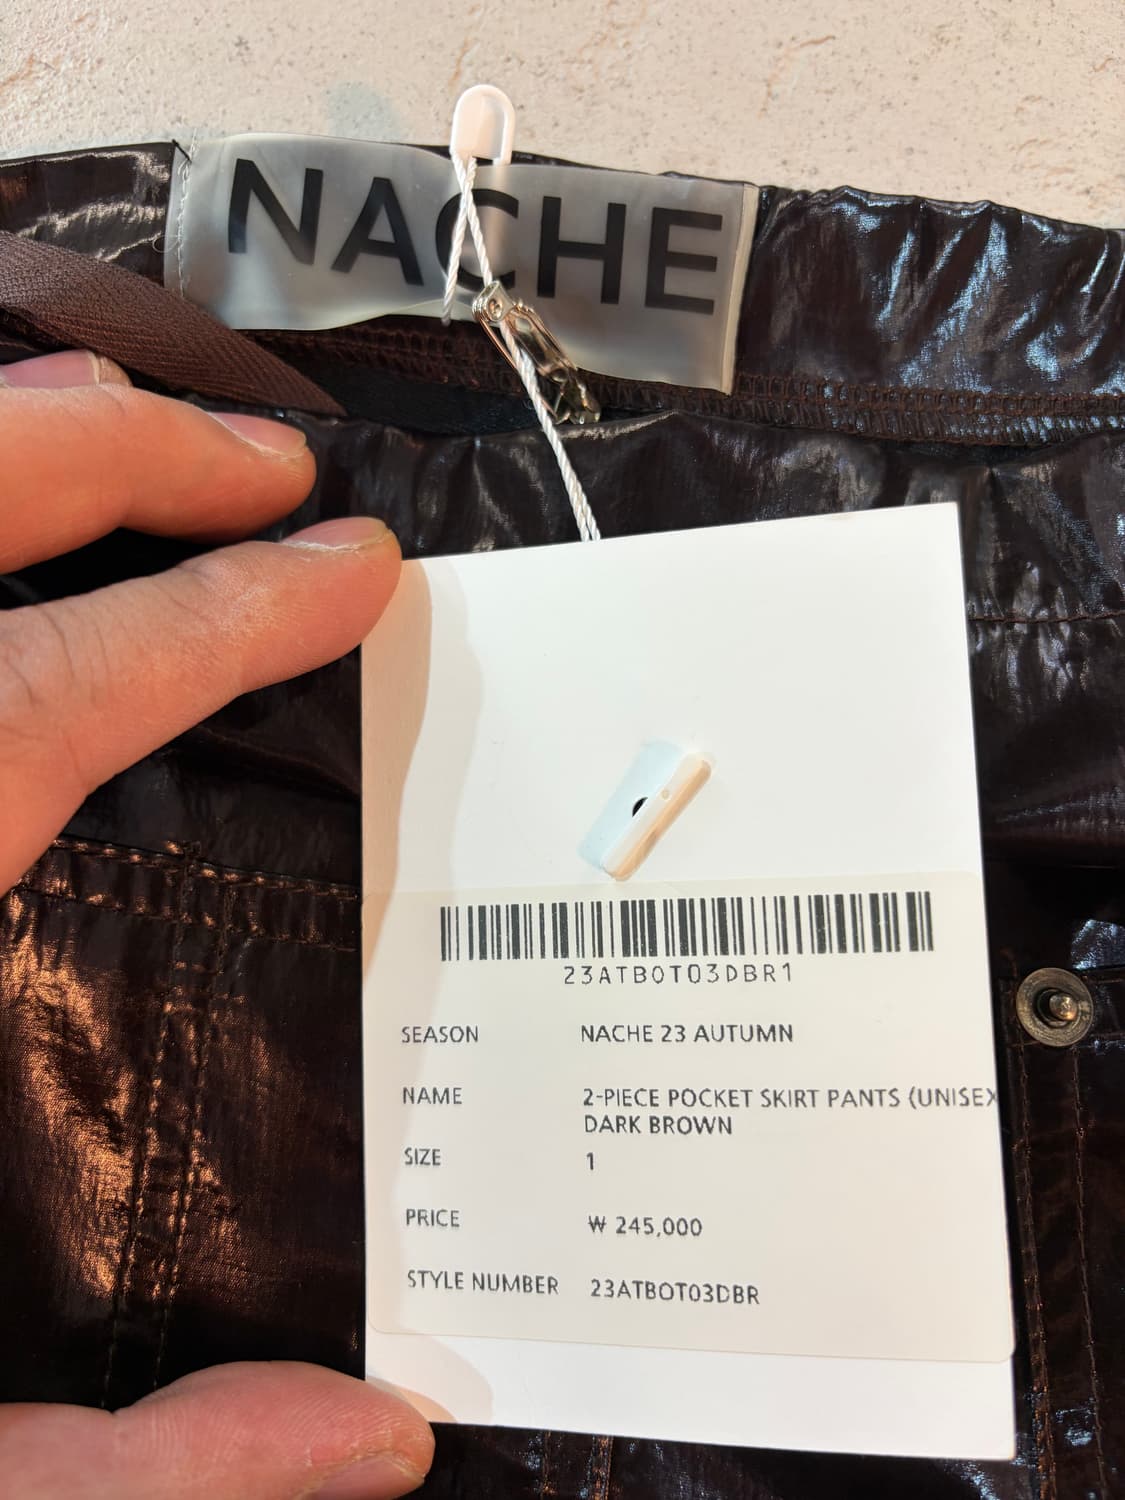 NACHE
23ATBOT03DBR1
SEASON NACHE 23 AUTUMN
NAME 2-PIECE POCKET SKIRT PANTS (UNISEX
DARK BROWN
SIZE 1
PRICE ₩ 245,000
STYLE NUMBER 23ATBOT03DBR